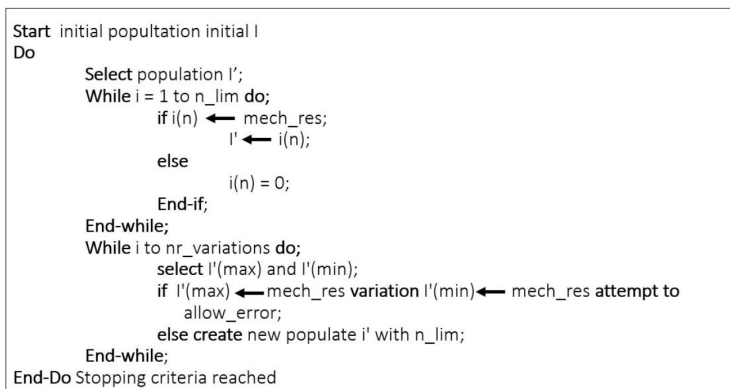 Start initial popultation initial I
Do
Select population I';
While i = 1 to n_lim do;
if i(n) ← mech_res;
I' ← i(n);
else
i(n) = 0;
End-if;
End-while;
While i to nr_variations do;
select I'(max) and I'(min);
if I'(max) ← mech_res variation I'(min) ← mech_res attempt to
allow_error;
else create new populate i' with n_lim;
End-while;
End-Do Stopping criteria reached